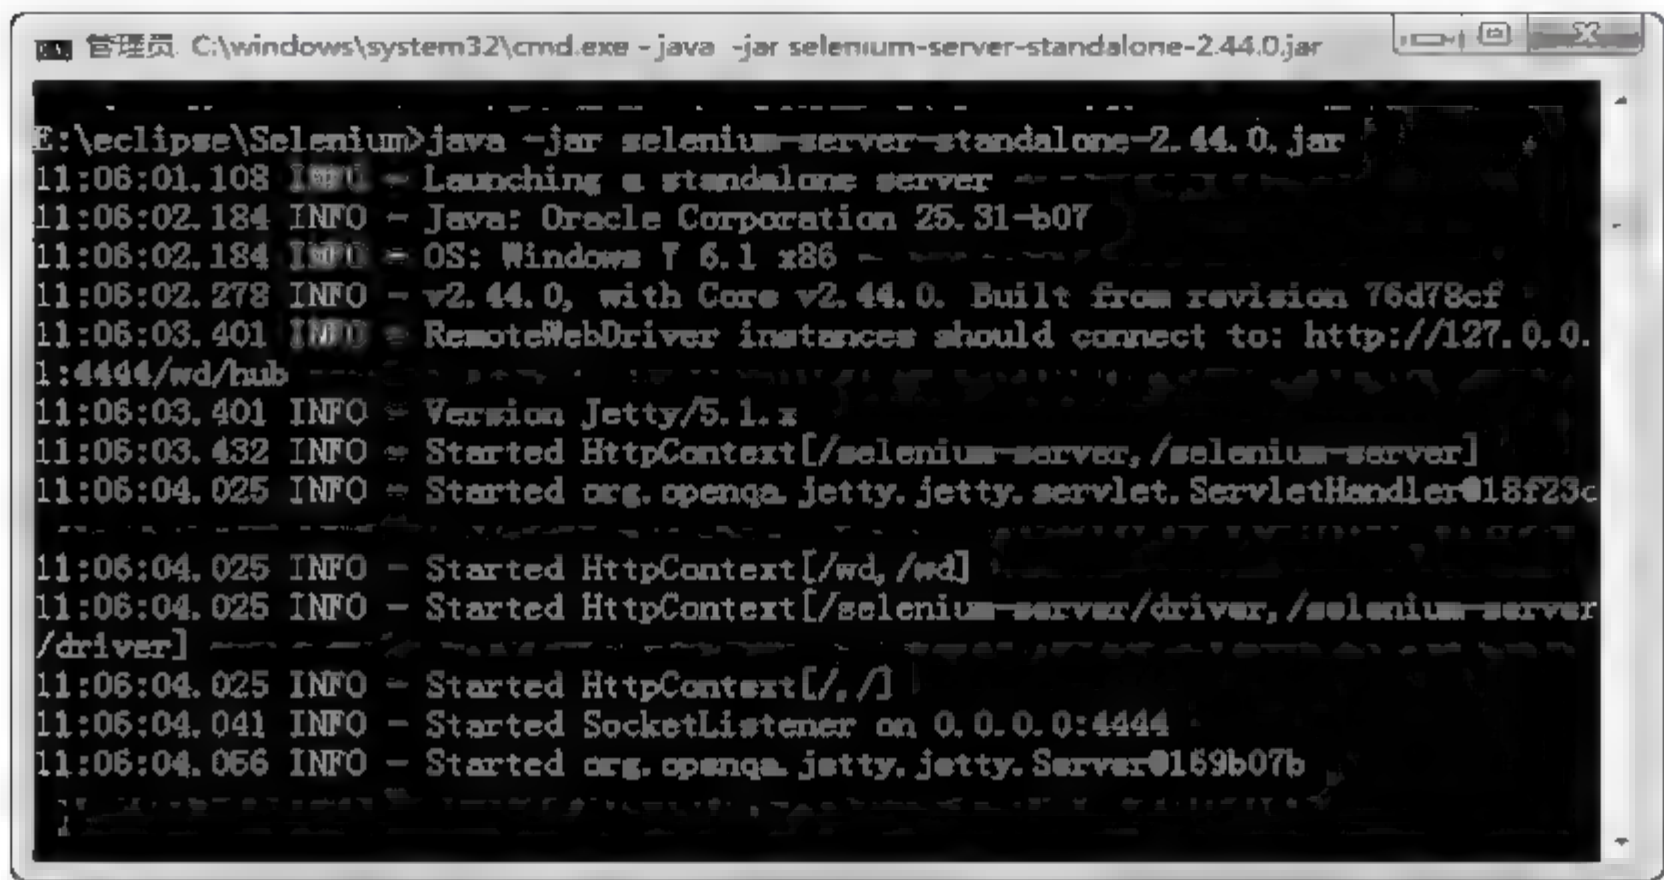 管理员 C:\windows\system32\cmd.exe - java -jar selenium-server-standalone-2.44.0.jar
E:\eclipse\Selenium>java -jar selenium-server-standalone-2.44.0.jar
11:06:01.108 INFO - Launching a standalone server
11:06:02.184 INFO - Java: Oracle Corporation 25.31-b07
11:06:02.184 INFO - OS: Windows 7 6.1 x86
11:06:02.278 INFO - v2.44.0, with Core v2.44.0. Built from revision 76d78cf
11:06:03.401 INFO - RemoteWebDriver instances should connect to: http://127.0.0.
1:4444/wd/hub
11:06:03.401 INFO - Version Jetty/5.1.x
11:06:03.432 INFO - Started HttpContext[/selenium-server,/selenium-server]
11:06:04.025 INFO - Started org.openqa.jetty.jetty.servlet.ServletHandler@18f23c
11:06:04.025 INFO - Started HttpContext[/wd,/wd]
11:06:04.025 INFO - Started HttpContext[/selenium-server/driver,/selenium-server
/driver]
11:06:04.025 INFO - Started HttpContext[/,/]
11:06:04.041 INFO - Started SocketListener on 0.0.0.0:4444
11:06:04.056 INFO - Started org.openqa.jetty.jetty.Server@169b07b